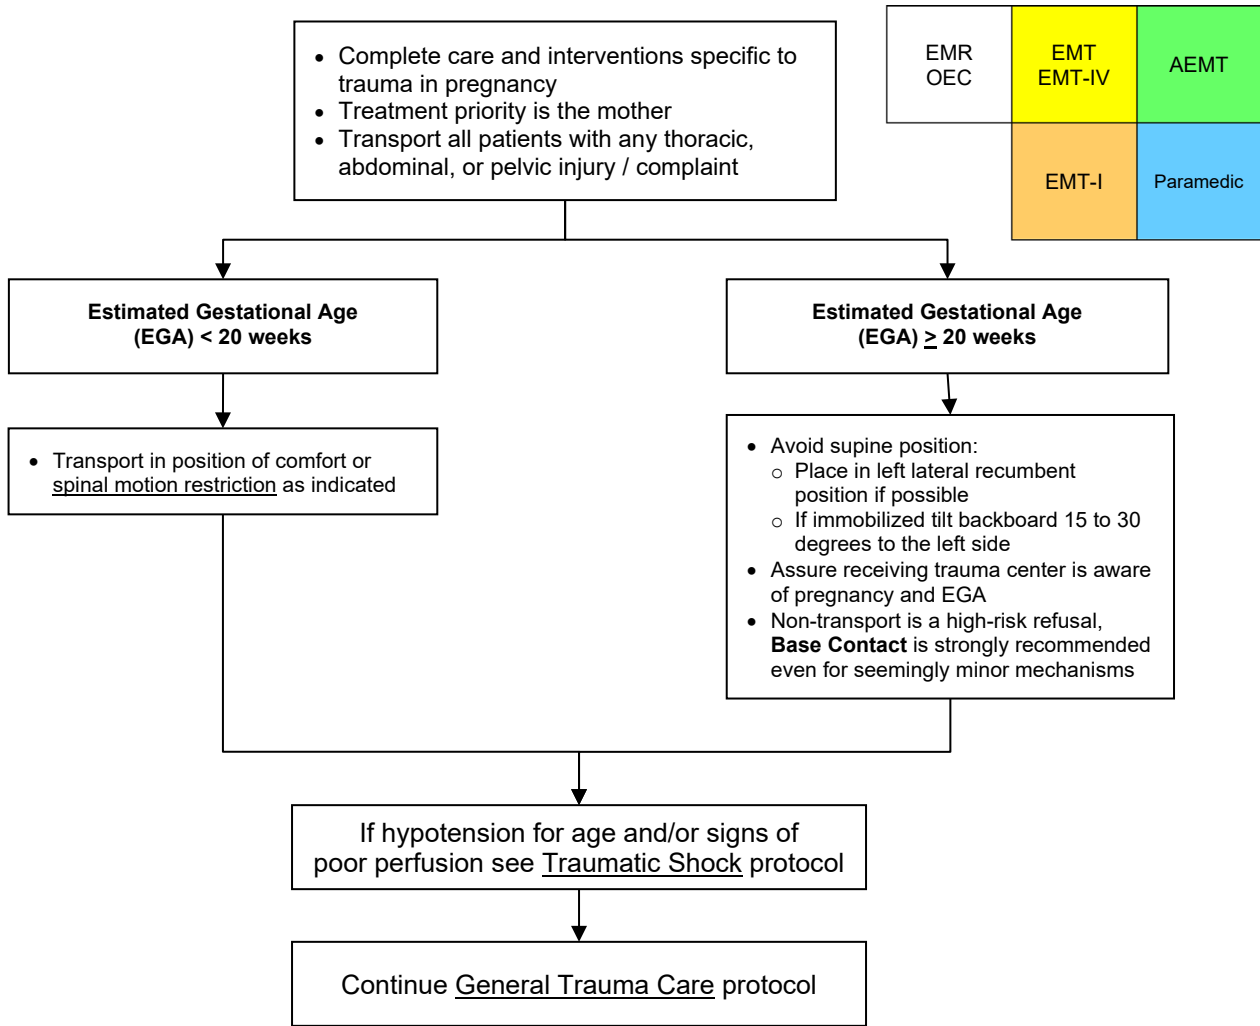 • Complete care and interventions specific to
trauma in pregnancy
• Treatment priority is the mother
• Transport all patients with any thoracic,
abdominal, or pelvic injury / complaint
EMR
OEC
EMT
EMT-IV
AEMT
EMT-I
Paramedic
Estimated Gestational Age
(EGA) < 20 weeks
Estimated Gestational Age
(EGA) ≥ 20 weeks
• Transport in position of comfort or
spinal motion restriction as indicated
• Avoid supine position:
o Place in left lateral recumbent
position if possible
o If immobilized tilt backboard 15 to 30
degrees to the left side
• Assure receiving trauma center is aware
of pregnancy and EGA
• Non-transport is a high-risk refusal,
Base Contact is strongly recommended
even for seemingly minor mechanisms
If hypotension for age and/or signs of
poor perfusion see Traumatic Shock protocol
Continue General Trauma Care protocol